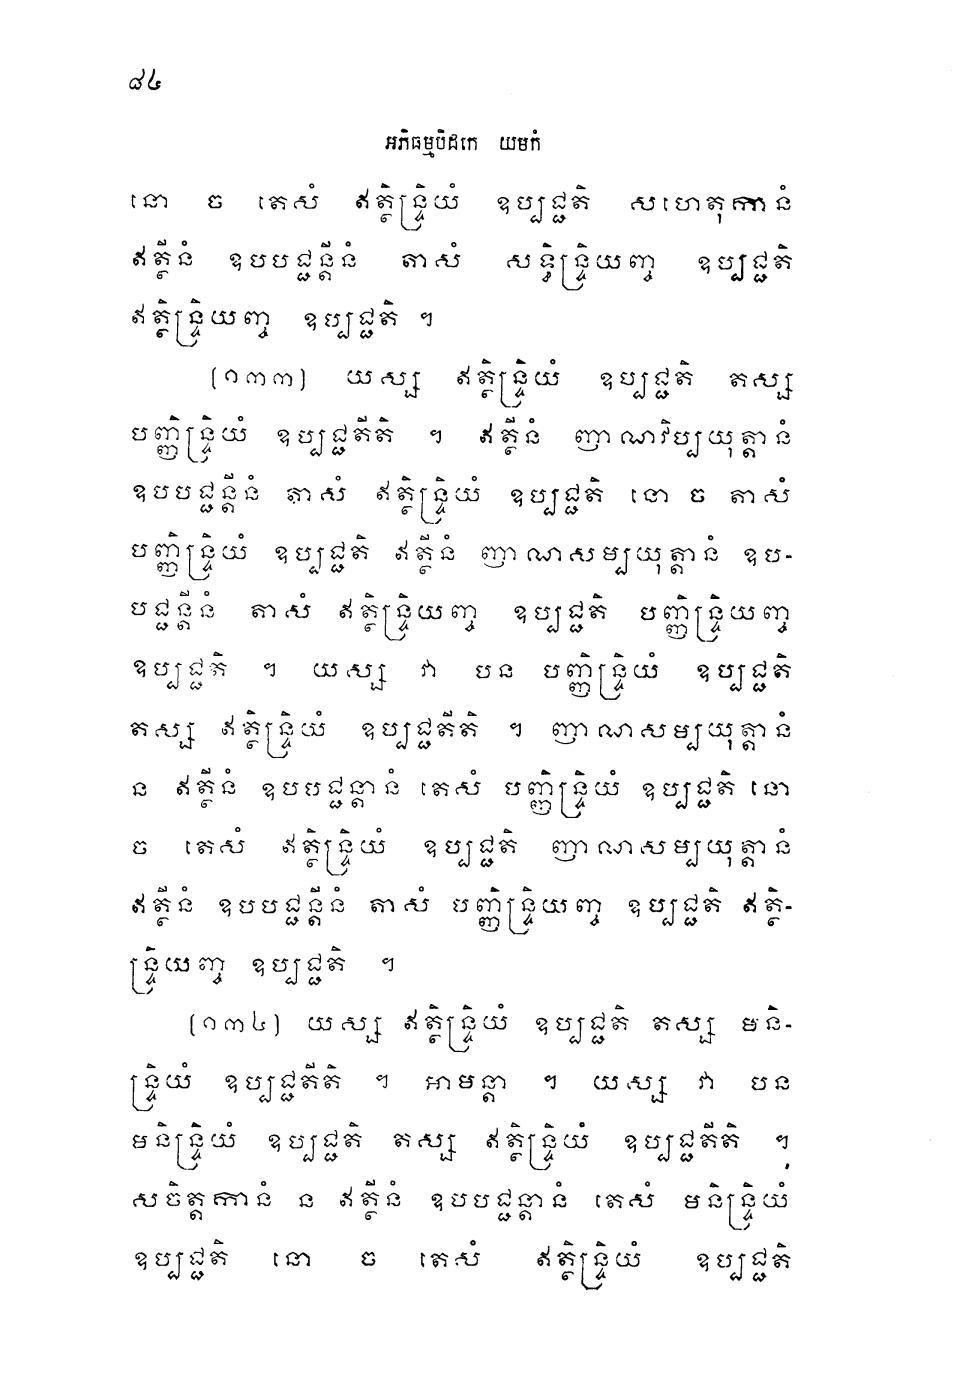 ៨៤
អភិធម្មបិដកេ យមកំ
នោ ច តេសំ ឥត្ថិន្ទ្រិយំ ឧប្បជ្ជតិ សហេតុកានំ
ឥត្ថីនំ ឧបបជ្ជន្តីនំ តាសំ សទ្ធិន្ទ្រិយញ្ច ឧប្បជ្ជតិ
ឥត្ថិន្ទ្រិយញ្ច ឧប្បជ្ជតិ ។
(១៣៣) យស្ស ឥត្ថិន្ទ្រិយំ ឧប្បជ្ជតិ តស្ស
បញ្ញិន្ទ្រិយំ ឧប្បជ្ជតីតិ ។ ឥត្ថីនំ ញាណវិប្បយុត្តានំ
ឧបបជ្ជន្តីនំ តាសំ ឥត្ថិន្ទ្រិយំ ឧប្បជ្ជតិ នោ ច តាសំ
បញ្ញិន្ទ្រិយំ ឧប្បជ្ជតិ ឥត្ថីនំ ញាណសម្បយុត្តានំ ឧប-
បជ្ជន្តីនំ តាសំ ឥត្ថិន្ទ្រិយញ្ច ឧប្បជ្ជតិ បញ្ញិន្ទ្រិយញ្ច
ឧប្បជ្ជតិ ។ យស្ស វា បន បញ្ញិន្ទ្រិយំ ឧប្បជ្ជតិ
តស្ស ឥត្ថិន្ទ្រិយំ ឧប្បជ្ជតីតិ ។ ញាណសម្បយុត្តានំ
ន ឥត្ថីនំ ឧបបជ្ជន្តានំ តេសំ បញ្ញិន្ទ្រិយំ ឧប្បជ្ជតិ នោ
ច តេសំ ឥត្ថិន្ទ្រិយំ ឧប្បជ្ជតិ ញាណសម្បយុត្តានំ
ឥត្ថីនំ ឧបបជ្ជន្តីនំ តាសំ បញ្ញិន្ទ្រិយញ្ច ឧប្បជ្ជតិ ឥត្ថិ-
ន្ទ្រិយញ្ច ឧប្បជ្ជតិ ។
(១៣៤) យស្ស ឥត្ថិន្ទ្រិយំ ឧប្បជ្ជតិ តស្ស មនិ-
ន្ទ្រិយំ ឧប្បជ្ជតីតិ ។ អាមន្តា ។ យស្ស វា បន
មនិន្ទ្រិយំ ឧប្បជ្ជតិ តស្ស ឥត្ថិន្ទ្រិយំ ឧប្បជ្ជតីតិ ។
សចិត្តកានំ ន ឥត្ថីនំ ឧបបជ្ជន្តានំ តេសំ មនិន្ទ្រិយំ
ឧប្បជ្ជតិ នោ ច តេសំ ឥត្ថិន្ទ្រិយំ ឧប្បជ្ជតិ